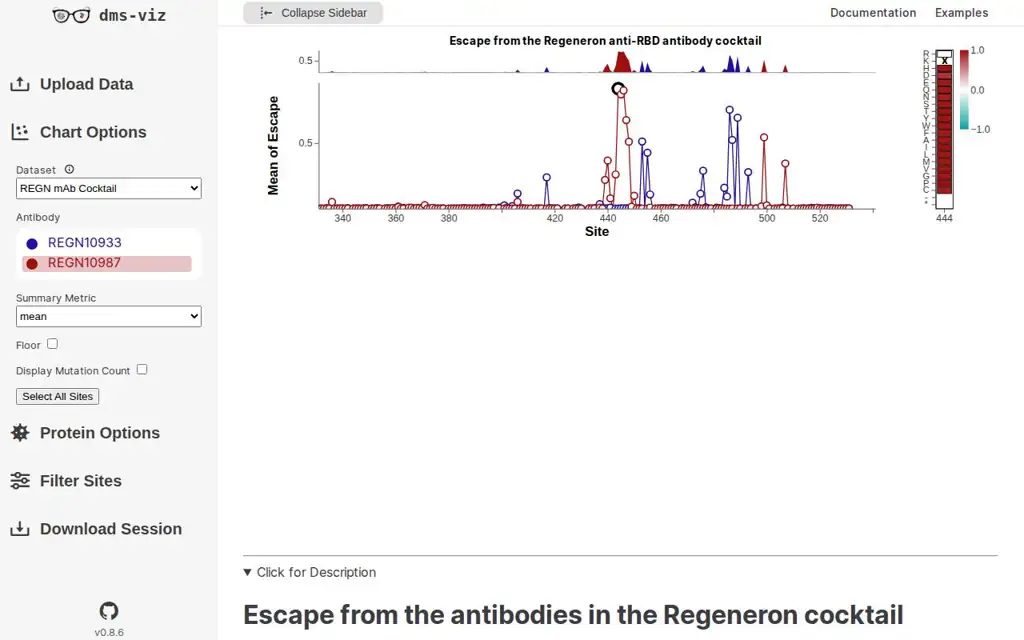 dms-viz
Collapse Sidebar
Documentation
Examples
Upload Data
Chart Options
Dataset
REGN mAb Cocktail
Antibody
REGN10933
REGN10987
Summary Metric
mean
Floor
Display Mutation Count
Select All Sites
Protein Options
Filter Sites
Download Session
v0.8.6
Escape from the Regeneron anti-RBD antibody cocktail
0.5
Mean of Escape
0.5
340 360 380 420 440 460 500 520
Site
R
K
H
D
E
Q
N
S
T
Y
W
F
A
I
L
M
V
G
P
C
*
X
444
1.0
0.0
−1.0
Click for Description
Escape from the antibodies in the Regeneron cocktail